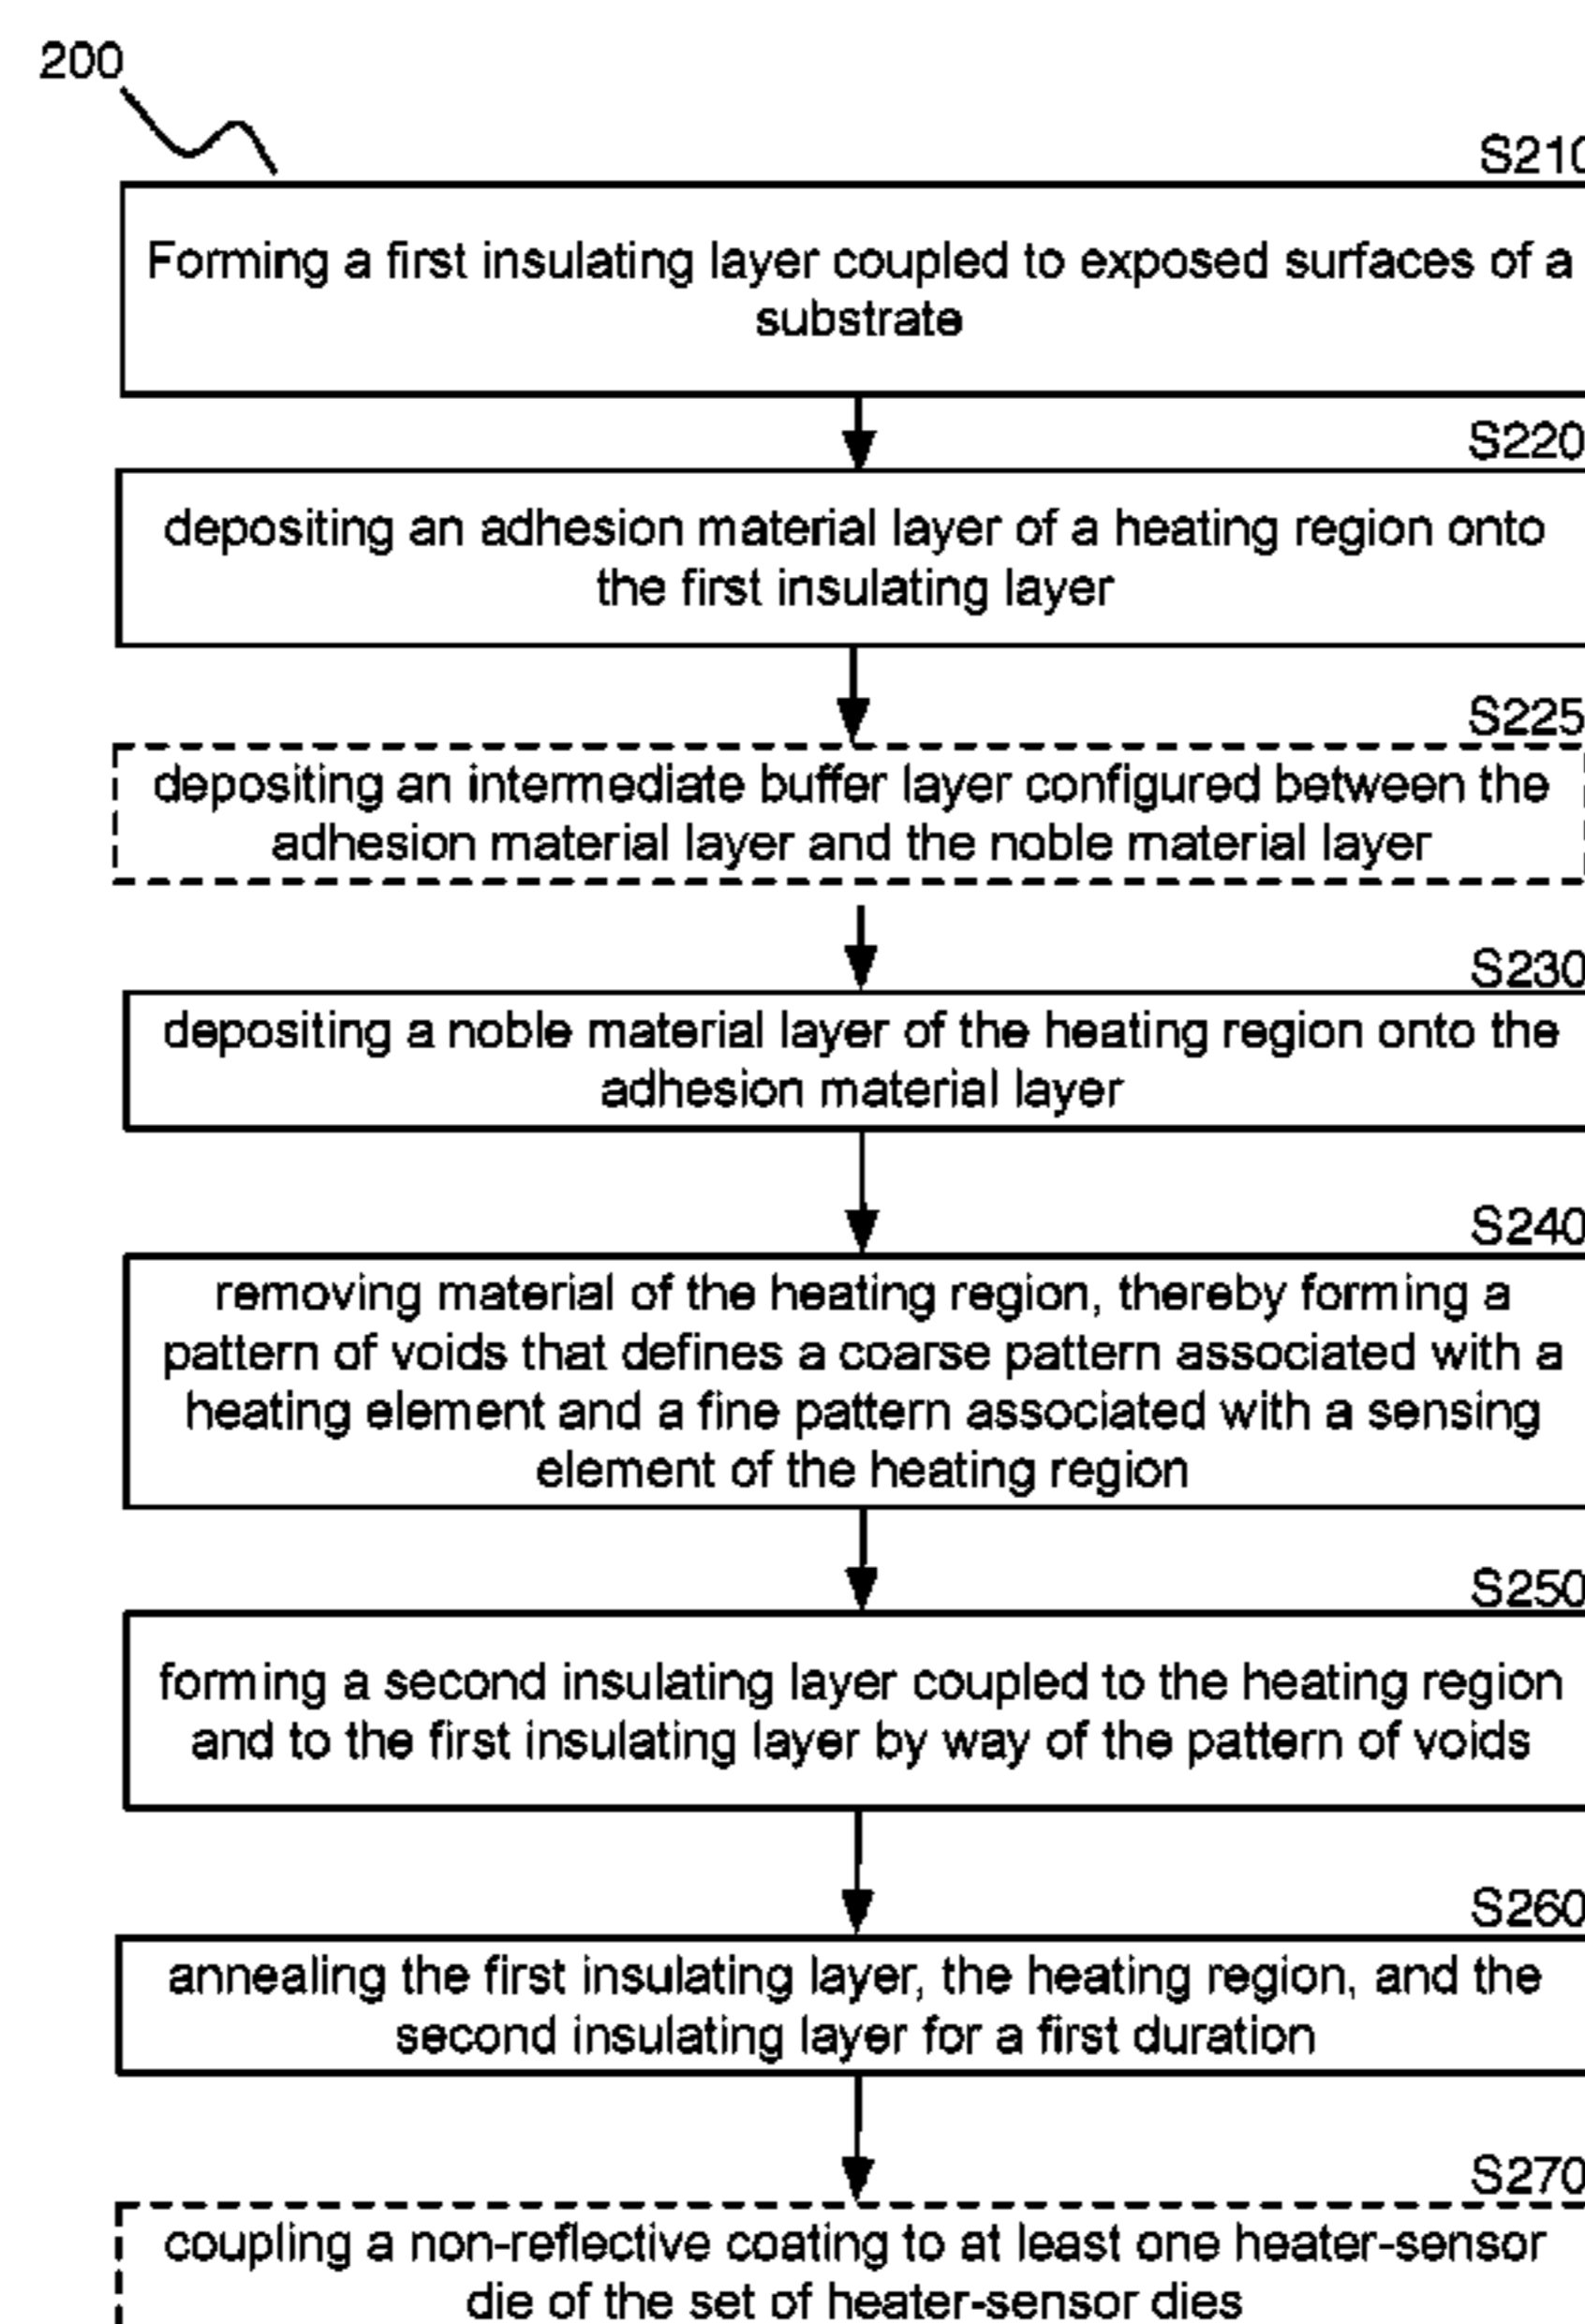 200
S210
Forming a first insulating layer coupled to exposed surfaces of a
substrate
S220
depositing an adhesion material layer of a heating region onto
the first insulating layer
S225
depositing an intermediate buffer layer configured between the
adhesion material layer and the noble material layer
S230
depositing a noble material layer of the heating region onto the
adhesion material layer
S240
removing material of the heating region, thereby forming a
pattern of voids that defines a coarse pattern associated with a
heating element and a fine pattern associated with a sensing
element of the heating region
S250
forming a second insulating layer coupled to the heating region
and to the first insulating layer by way of the pattern of voids
S260
annealing the first insulating layer, the heating region, and the
second insulating layer for a first duration
S270
coupling a non-reflective coating to at least one heater-sensor
die of the set of heater-sensor dies